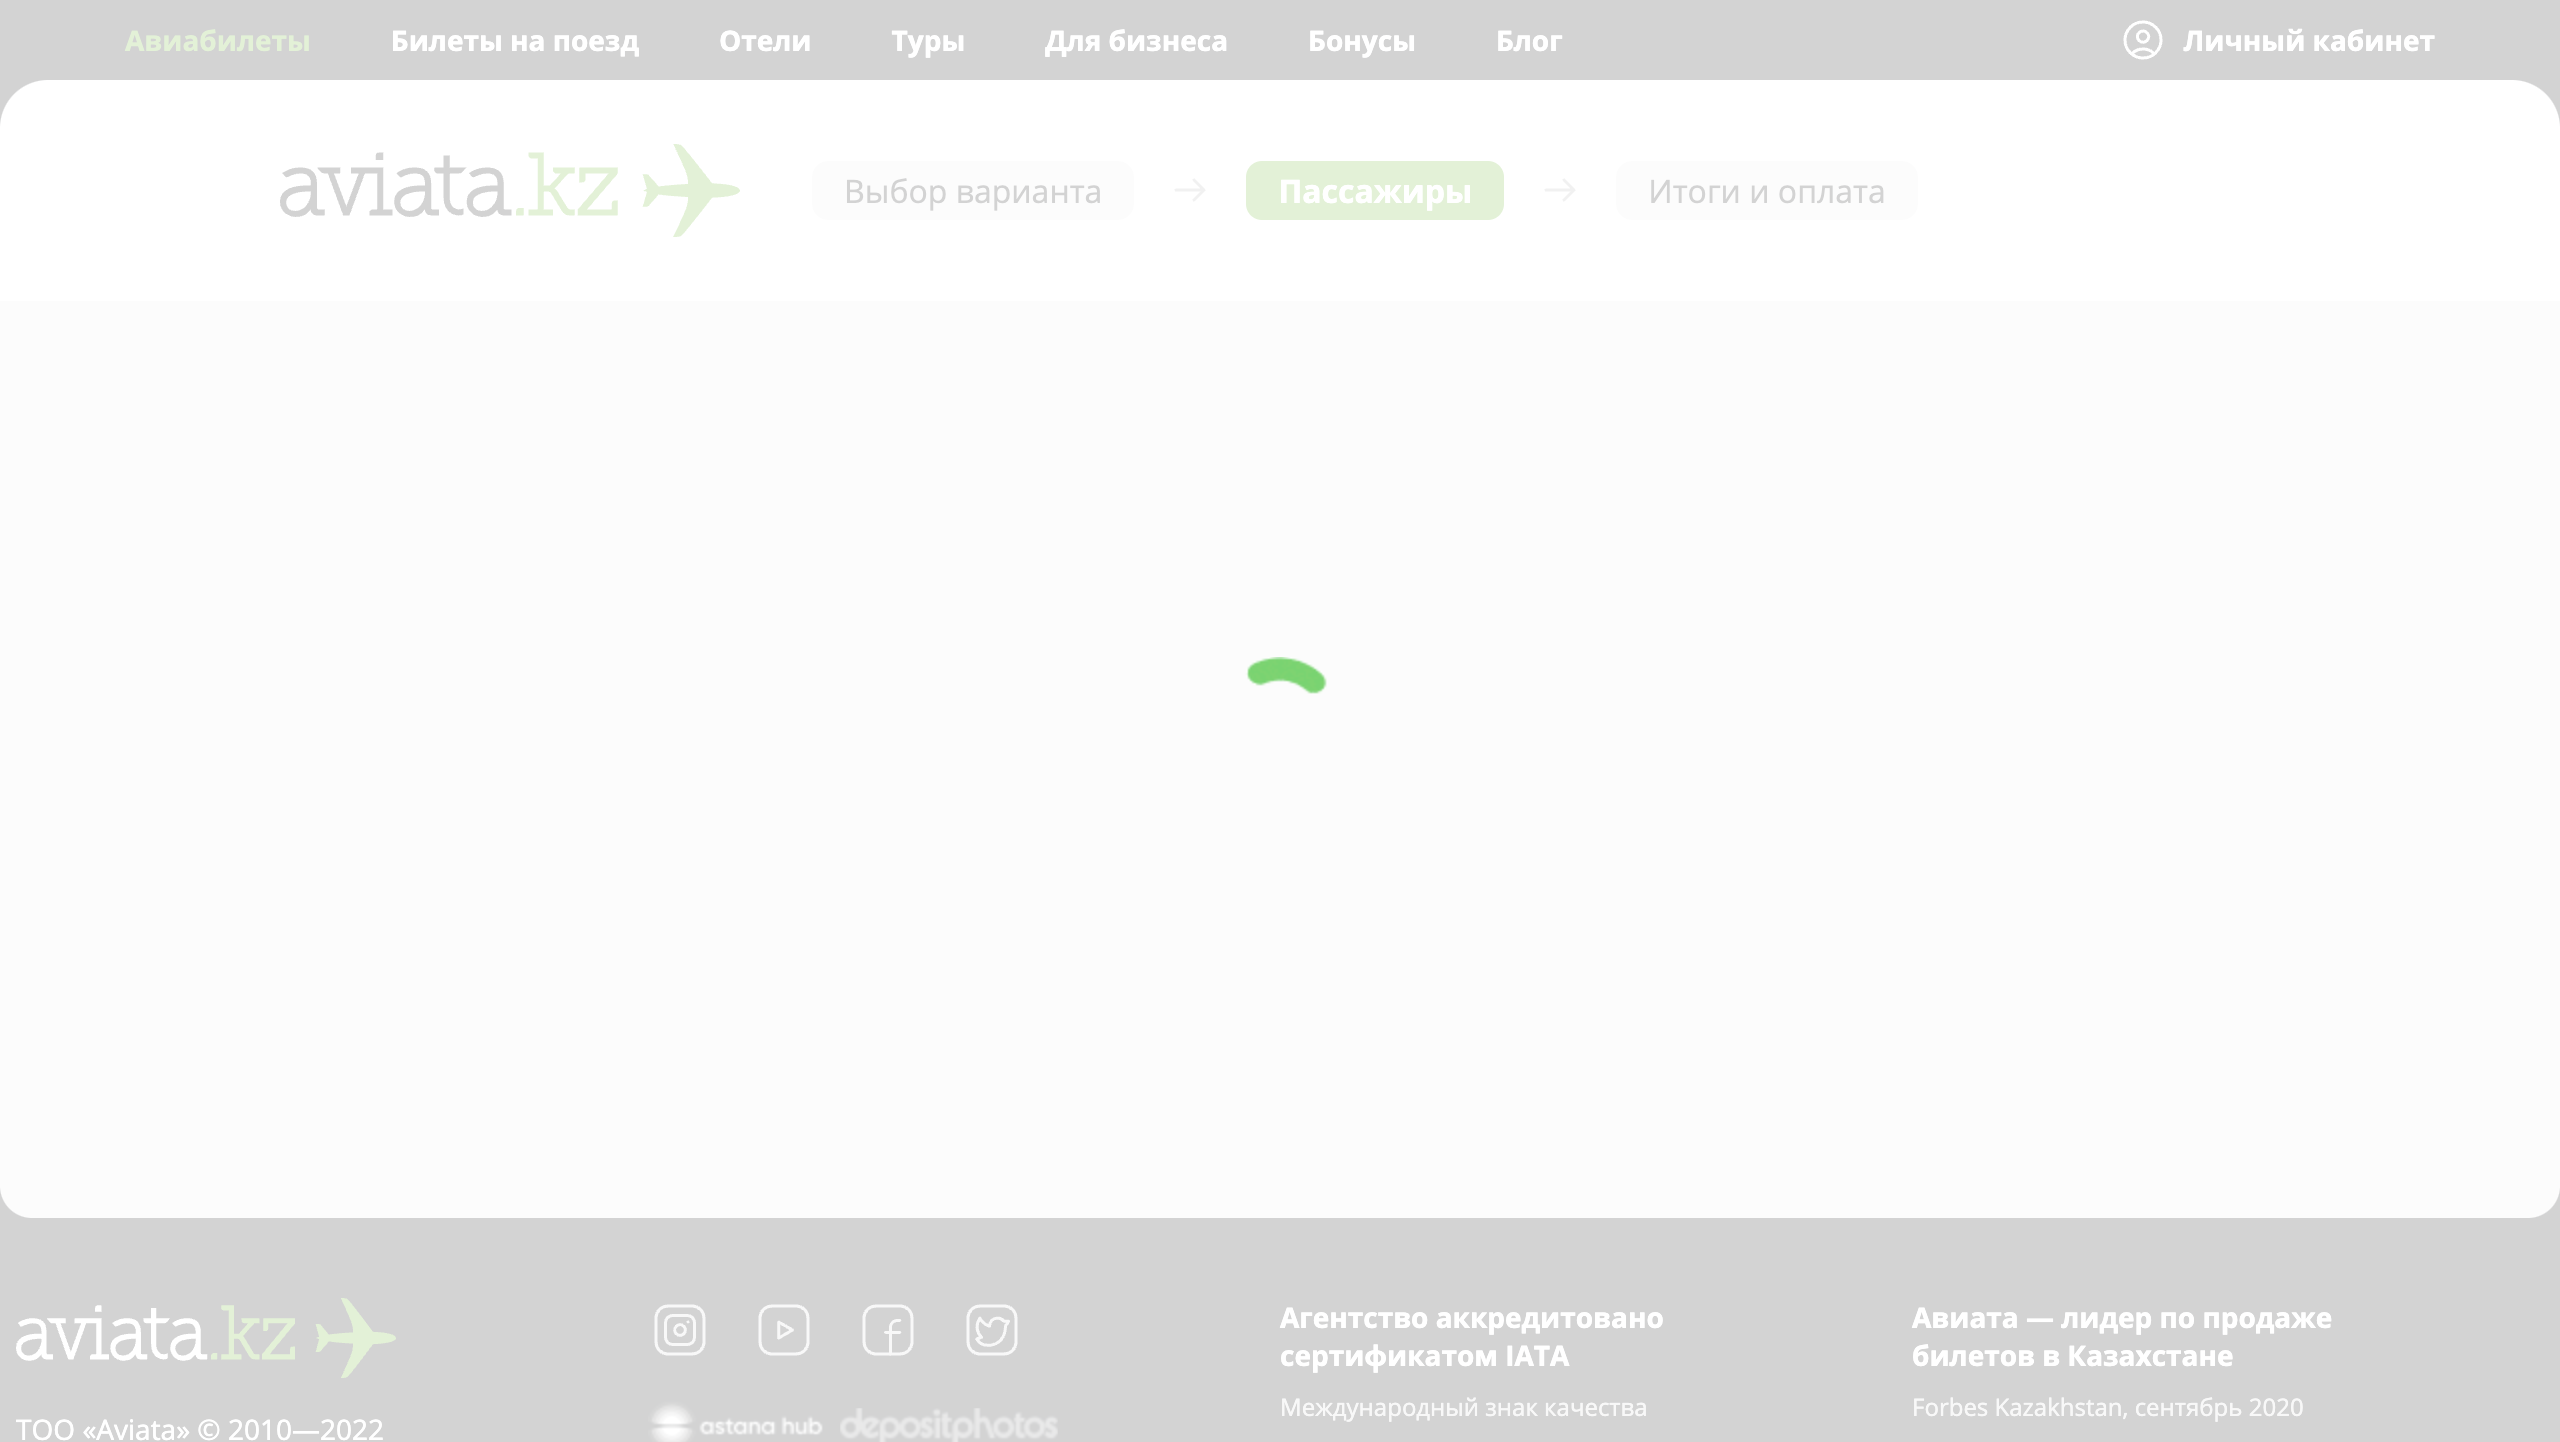 Авиабилеты Билеты на поезд Отели Туры Для бизнеса Бонусы Блог Личный кабинет
aviata.kz Выбор варианта → Пассажиры → Итоги и оплата
aviata.kz
ТОО «Aviata» © 2010—2022
astana hub depositphotos
Агентство аккредитовано
сертификатом IATA
Международный знак качества
Авиата — лидер по продаже
билетов в Казахстане
Forbes Kazakhstan, сентябрь 2020